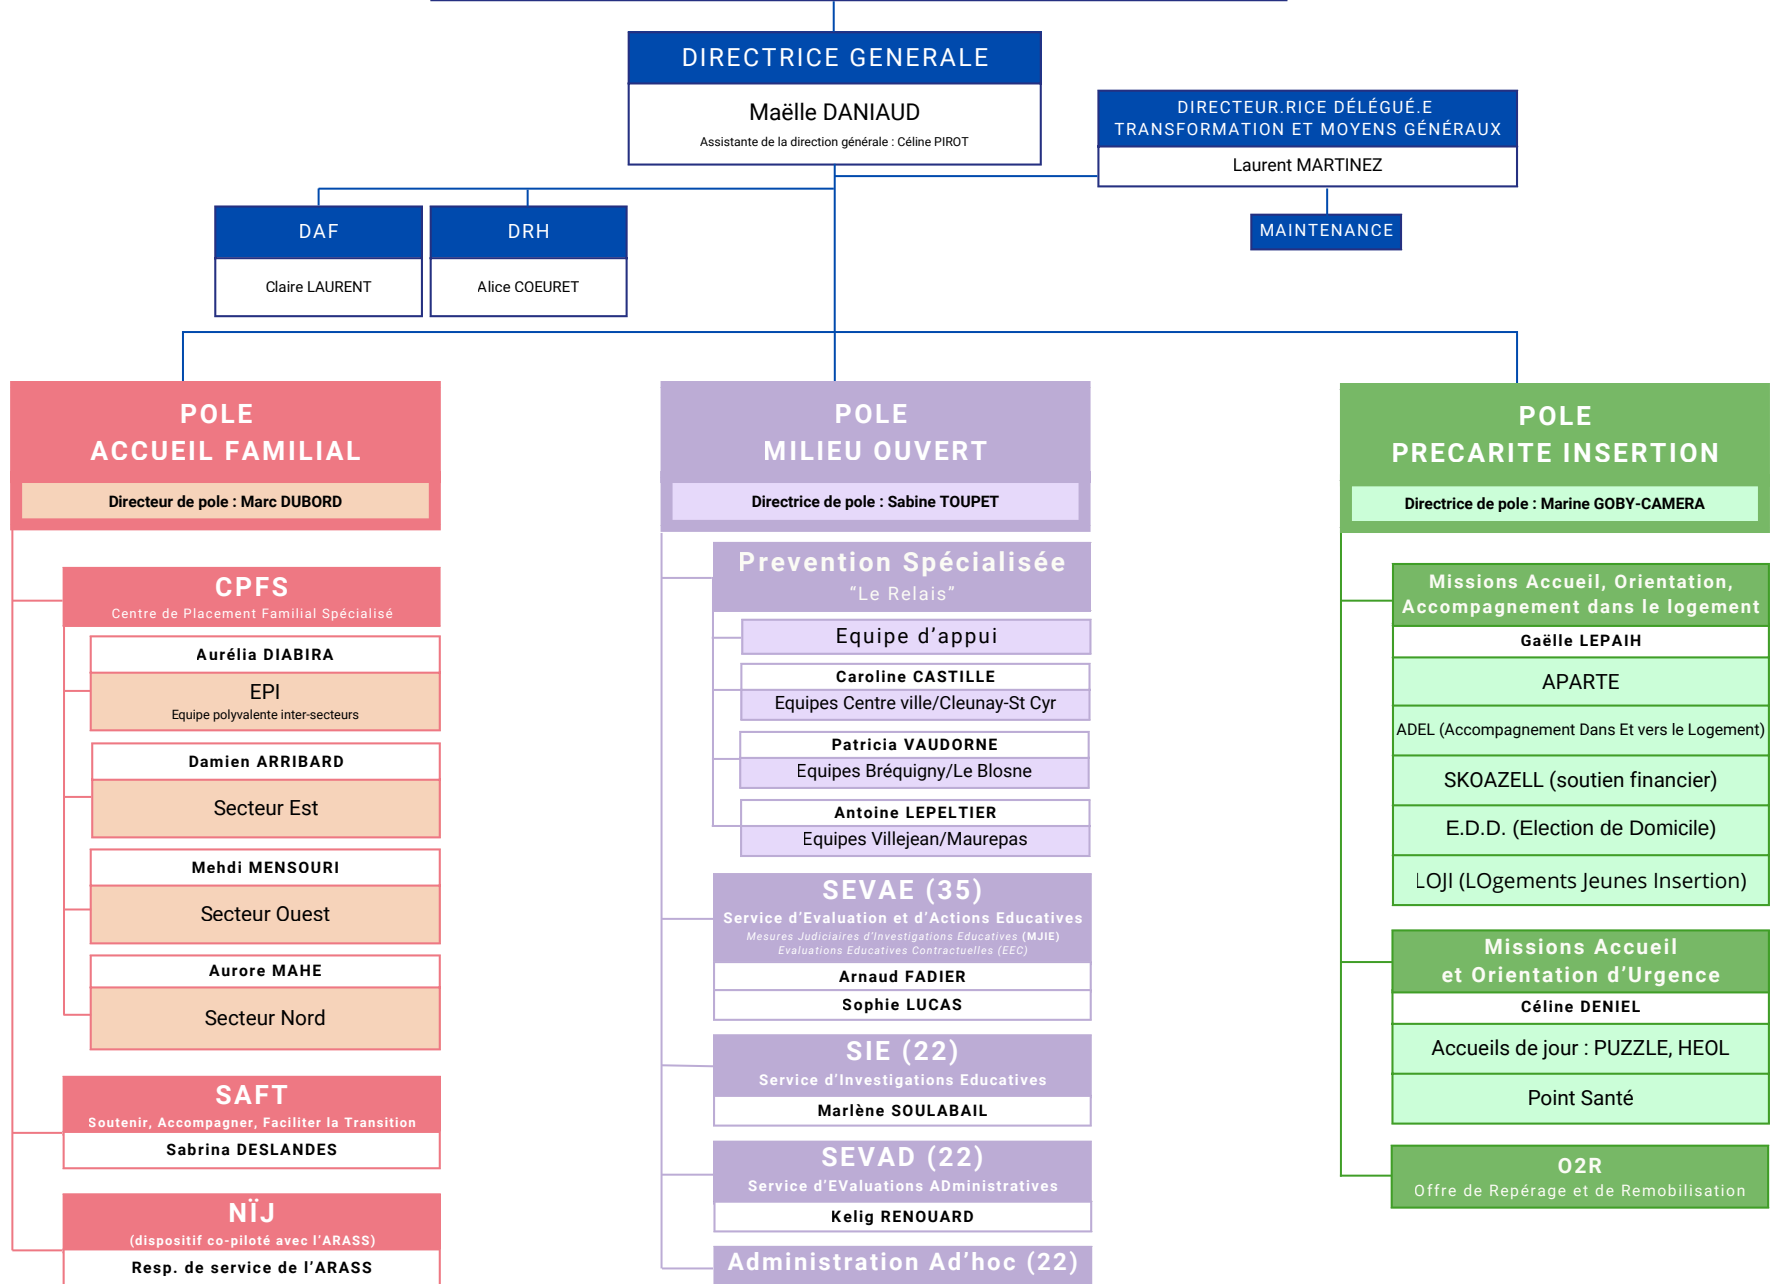 DIRECTRICE GENERALE
Maëlle DANIAUD
Assistante de la direction générale : Céline PIROT
DIRECTEUR.RICE DÉLÉGUÉ.E
TRANSFORMATION ET MOYENS GÉNÉRAUX
Laurent MARTINEZ
MAINTENANCE
DAF
Claire LAURENT
DRH
Alice COEURET
POLE
ACCUEIL FAMILIAL
Directeur de pole : Marc DUBORD
CPFS
Centre de Placement Familial Spécialisé
Aurélia DIABIRA
EPI
Equipe polyvalente inter-secteurs
Damien ARRIBARD
Secteur Est
Mehdi MENSOURI
Secteur Ouest
Aurore MAHE
Secteur Nord
SAFT
Soutenir, Accompagner, Faciliter la Transition
Sabrina DESLANDES
NÏJ
(dispositif co-piloté avec l'ARASS)
Resp. de service de l'ARASS
POLE
MILIEU OUVERT
Directrice de pole : Sabine TOUPET
Prevention Spécialisée
“Le Relais”
Equipe d’appui
Caroline CASTILLE
Equipes Centre ville/Cleunay-St Cyr
Patricia VAUDORNE
Equipes Bréquigny/Le Blosne
Antoine LEPELTIER
Equipes Villejean/Maurepas
SEVAE (35)
Service d’Evaluation et d’Actions Educatives
Mesures Judiciaires d’Investigations Educatives (MJIE)
Evaluations Educatives Contractuelles (EEC)
Arnaud FADIER
Sophie LUCAS
SIE (22)
Service d’Investigations Educatives
Marlène SOULABAIL
SEVAD (22)
Service d’EValuations ADministratives
Kelig RENOUARD
Administration Ad’hoc (22)
POLE
PRECARITE INSERTION
Directrice de pole : Marine GOBY-CAMERA
Missions Accueil, Orientation,
Accompagnement dans le logement
Gaëlle LEPAIH
APARTE
ADEL (Accompagnement Dans Et vers le Logement)
SKOAZELL (soutien financier)
E.D.D. (Election de Domicile)
LOJI (LOgements Jeunes Insertion)
Missions Accueil
et Orientation d’Urgence
Céline DENIEL
Accueils de jour : PUZZLE, HEOL
Point Santé
O2R
Offre de Repérage et de Remobilisation